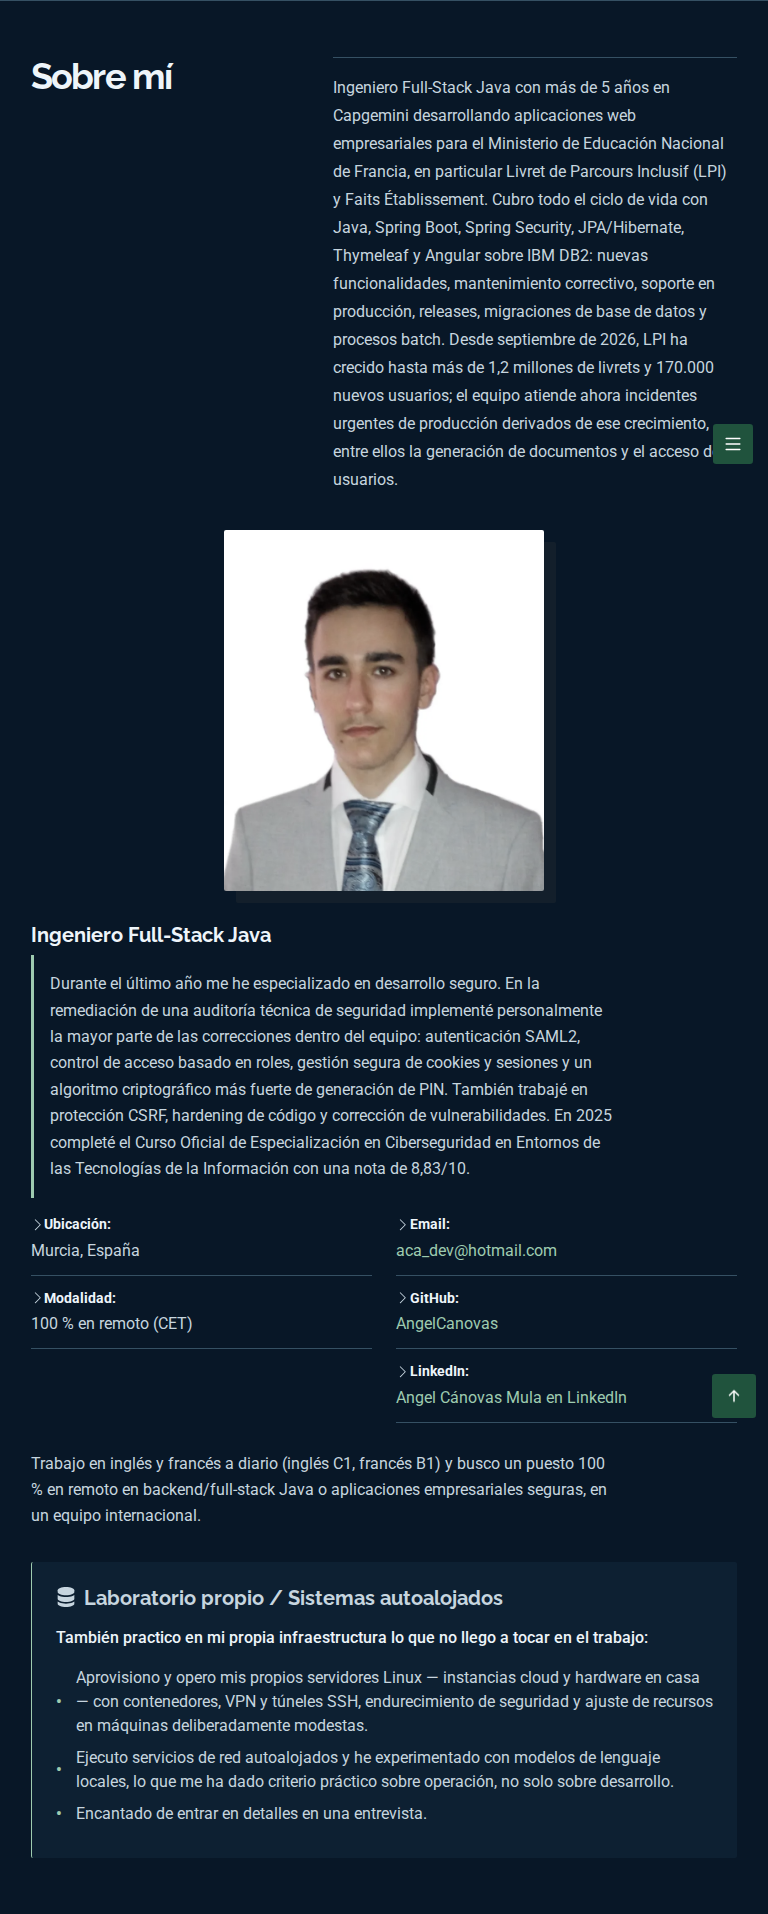 Sobre mí
Ingeniero Full-Stack Java con más de 5 años en
Capgemini desarrollando aplicaciones web
empresariales para el Ministerio de Educación Nacional
de Francia, en particular Livret de Parcours Inclusif (LPI)
y Faits Établissement. Cubro todo el ciclo de vida con
Java, Spring Boot, Spring Security, JPA/Hibernate,
Thymeleaf y Angular sobre IBM DB2: nuevas
funcionalidades, mantenimiento correctivo, soporte en
producción, releases, migraciones de base de datos y
procesos batch. Desde septiembre de 2026, LPI ha
crecido hasta más de 1,2 millones de livrets y 170.000
nuevos usuarios; el equipo atiende ahora incidentes
urgentes de producción derivados de ese crecimiento,
entre ellos la generación de documentos y el acceso
usuarios.
Ingeniero Full-Stack Java
Durante el último año me he especializado en desarrollo seguro. En la
remediación de una auditoría técnica de seguridad implementé personalmente
la mayor parte de las correcciones dentro del equipo: autenticación SAML2,
control de acceso basado en roles, gestión segura de cookies y sesiones y un
algoritmo criptográfico más fuerte de generación de PIN. También trabajé en
protección CSRF, hardening de código y corrección de vulnerabilidades. En 2025
completé el Curso Oficial de Especialización en Ciberseguridad en Entornos de
las Tecnologías de la Información con una nota de 8,83/10.
Ubicación:
Murcia, España
Modalidad:
100 % en remoto (CET)
Email:
aca_dev@hotmail.com
GitHub:
AngelCanovas
LinkedIn:
Angel Cánovas Mula en LinkedIn
Trabajo en inglés y francés a diario (inglés C1, francés B1) y busco un puesto 100
% en remoto en backend/full-stack Java o aplicaciones empresariales seguras, en
un equipo internacional.
Laboratorio propio / Sistemas autoalojados
También practico en mi propia infraestructura lo que no llego a tocar en el trabajo:
• Aprovisiono y opero mis propios servidores Linux — instancias cloud y hardware en casa
— con contenedores, VPN y túneles SSH, endurecimiento de seguridad y ajuste de recursos
en máquinas deliberadamente modestas.
• Ejecuto servicios de red autoalojados y he experimentado con modelos de lenguaje
locales, lo que me ha dado criterio práctico sobre operación, no solo sobre desarrollo.
• Encantado de entrar en detalles en una entrevista.